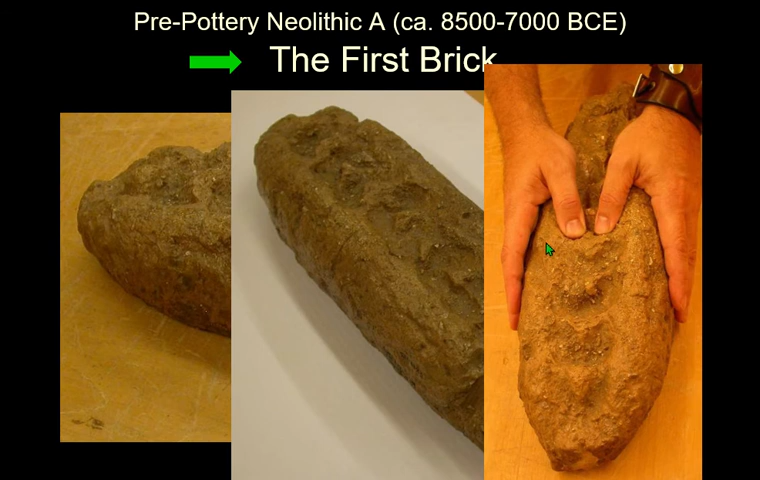 Pre-Pottery Neolithic A (ca. 8500-7000 BCE)
The First Brick